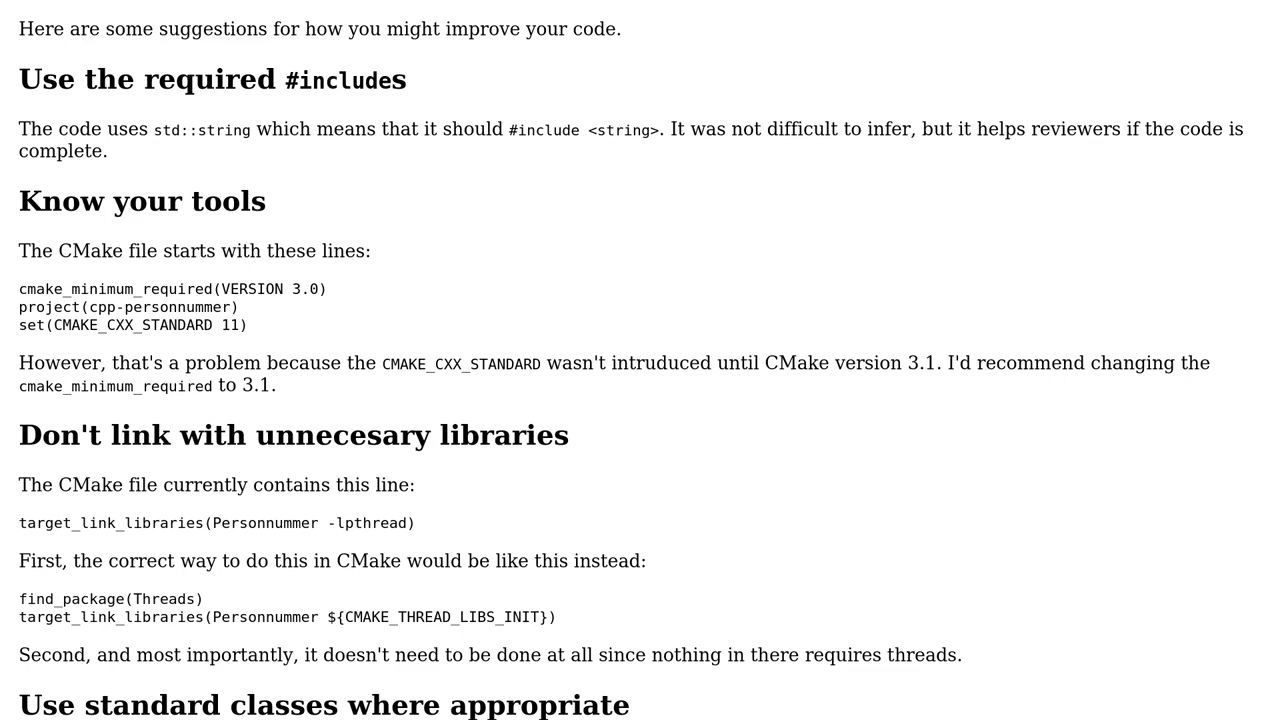 Here are some suggestions for how you might improve your code.
Use the required #includes
The code uses std::string which means that it should #include <string>. It was not difficult to infer, but it helps reviewers if the code is
complete.
Know your tools
The CMake file starts with these lines:
cmake_minimum_required(VERSION 3.0)
project(cpp-personnummer)
set(CMAKE_CXX_STANDARD 11)
However, that's a problem because the CMAKE_CXX_STANDARD wasn't intruduced until CMake version 3.1. I'd recommend changing the
cmake_minimum_required to 3.1.
Don't link with unnecesary libraries
The CMake file currently contains this line:
target_link_libraries(Personnummer -lpthread)
First, the correct way to do this in CMake would be like this instead:
find_package(Threads)
target_link_libraries(Personnummer ${CMAKE_THREAD_LIBS_INIT})
Second, and most importantly, it doesn't need to be done at all since nothing in there requires threads.
Use standard classes where appropriate